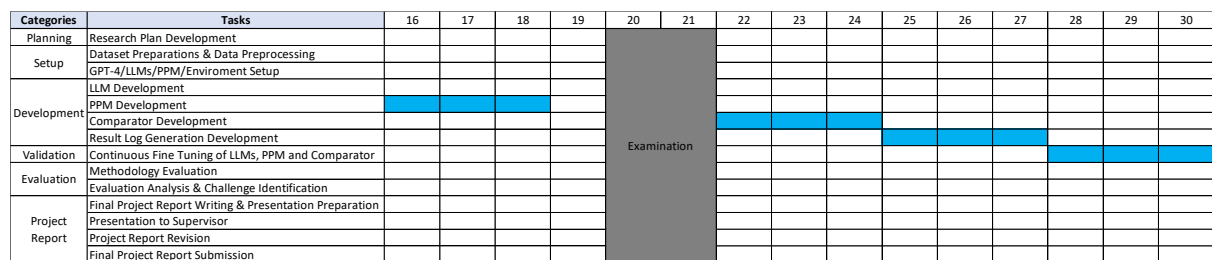 Categories Tasks 16 17 18 19 20 21 22 23 24 25 26 27 28 29 30
Planning Research Plan Development
Setup Dataset Preparations & Data Preprocessing
GPT-4/LLMs/PPM/Enviroment Setup
Development LLM Development
PPM Development
Comparator Development
Result Log Generation Development
Examination
Validation Continuous Fine Tuning of LLMs, PPM and Comparator
Evaluation Methodology Evaluation
Evaluation Analysis & Challenge Identification
Project Report Final Project Report Writing & Presentation Preparation
Presentation to Supervisor
Project Report Revision
Final Project Report Submission